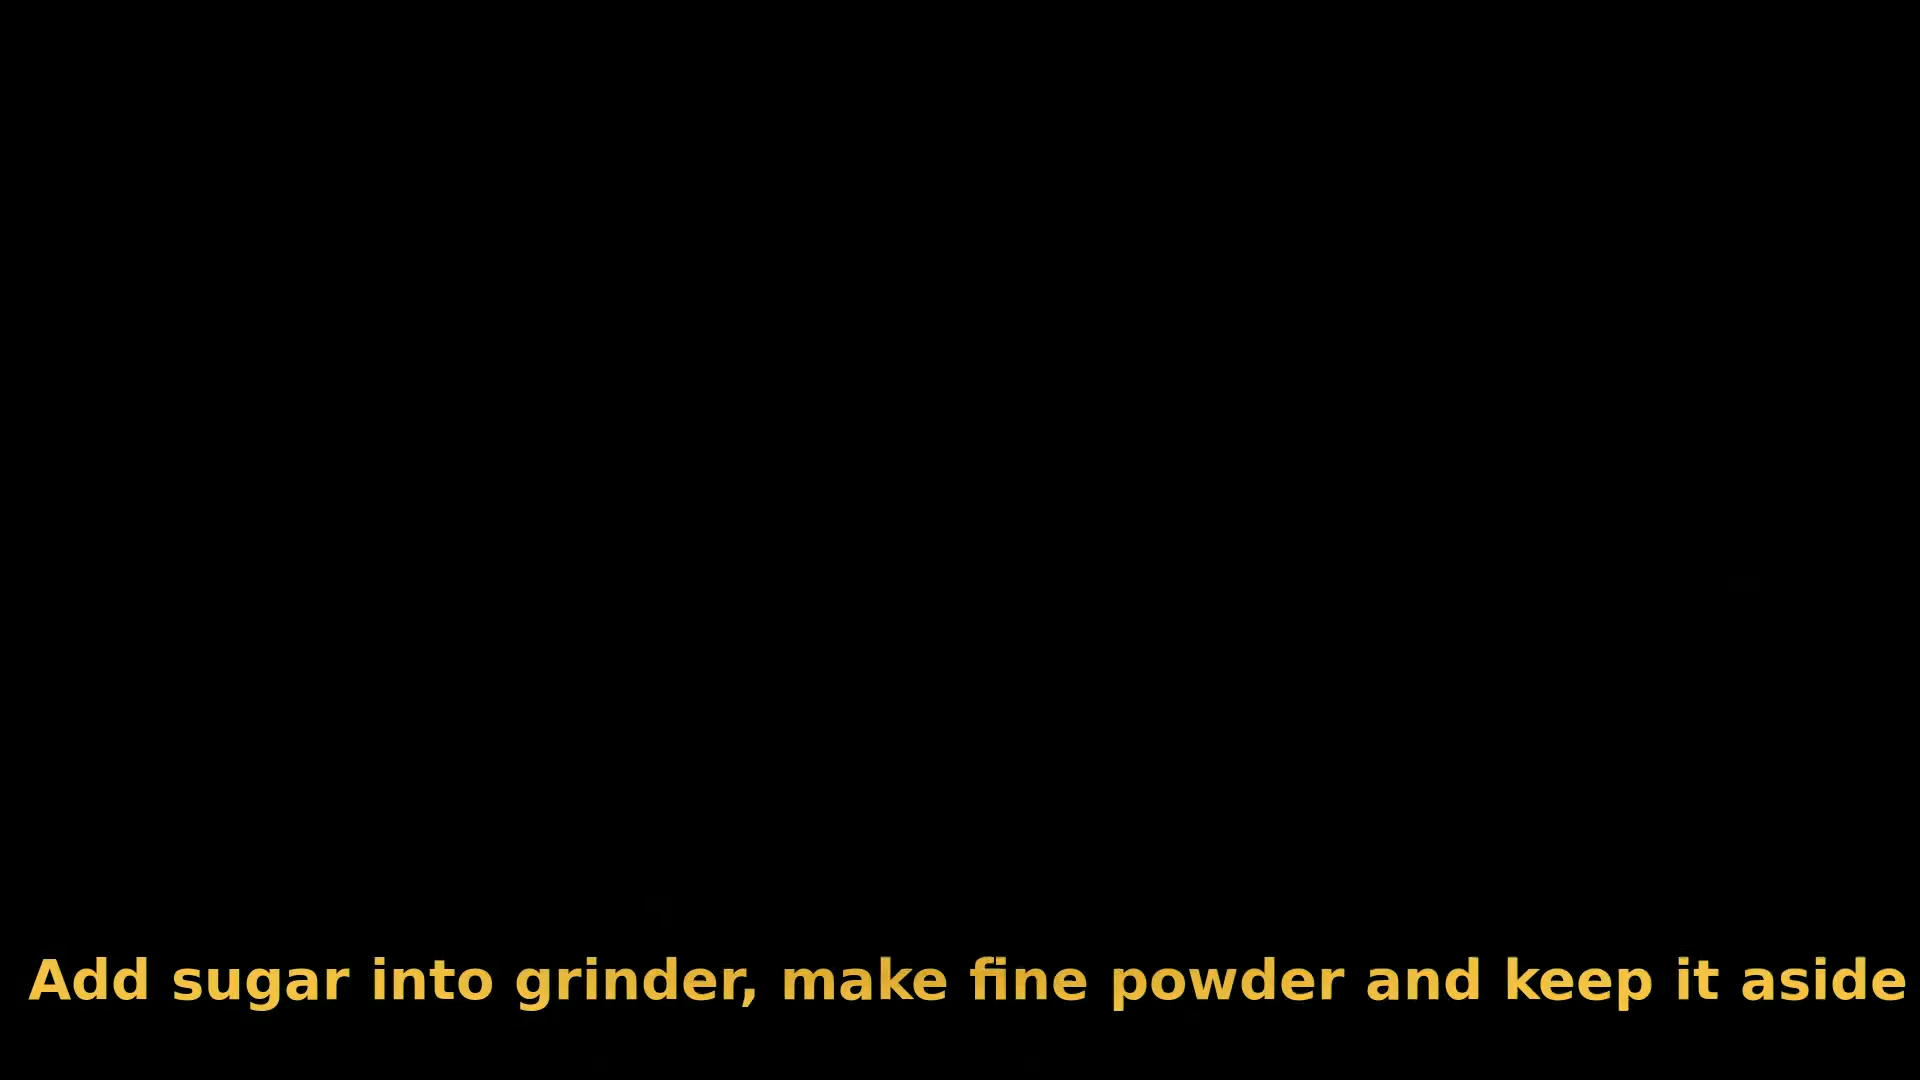 Add sugar into grinder, make fine powder and keep it aside